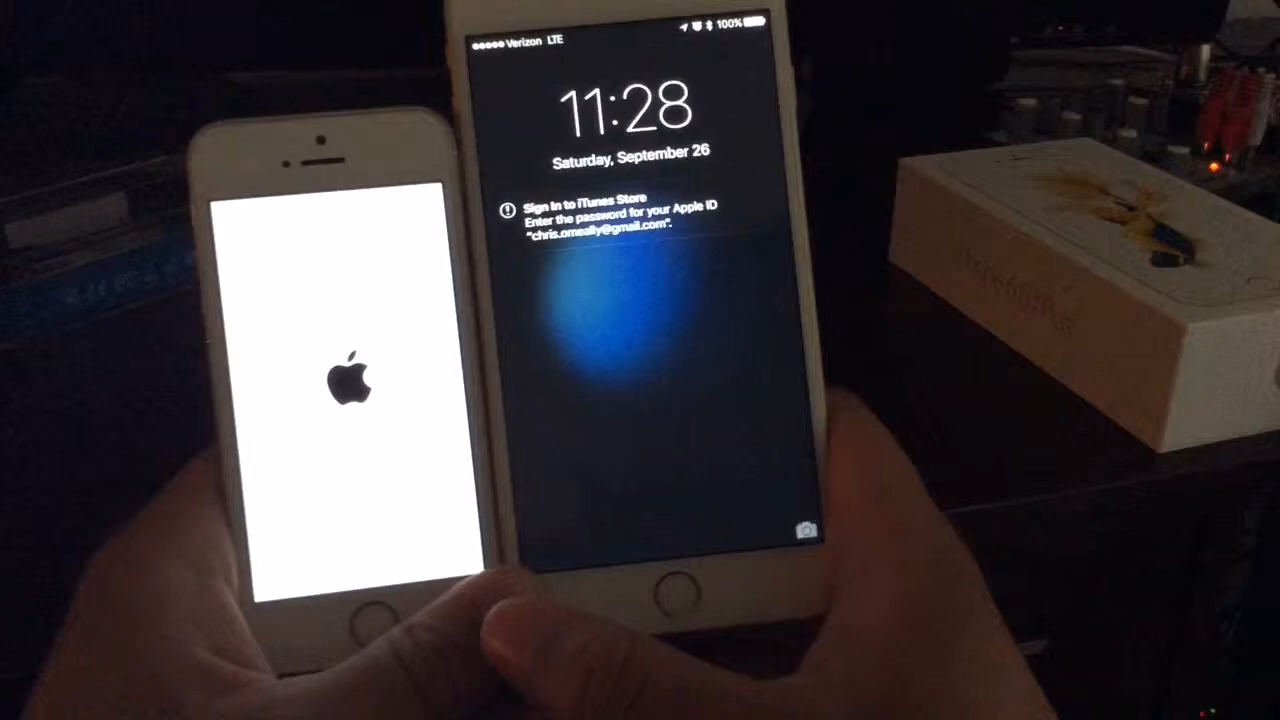 ●●●●● Verizon LTE
100%
11:28
Saturday, September 26
Sign In to iTunes Store
Enter the password for your Apple ID
"chris.omeally@gmail.com".